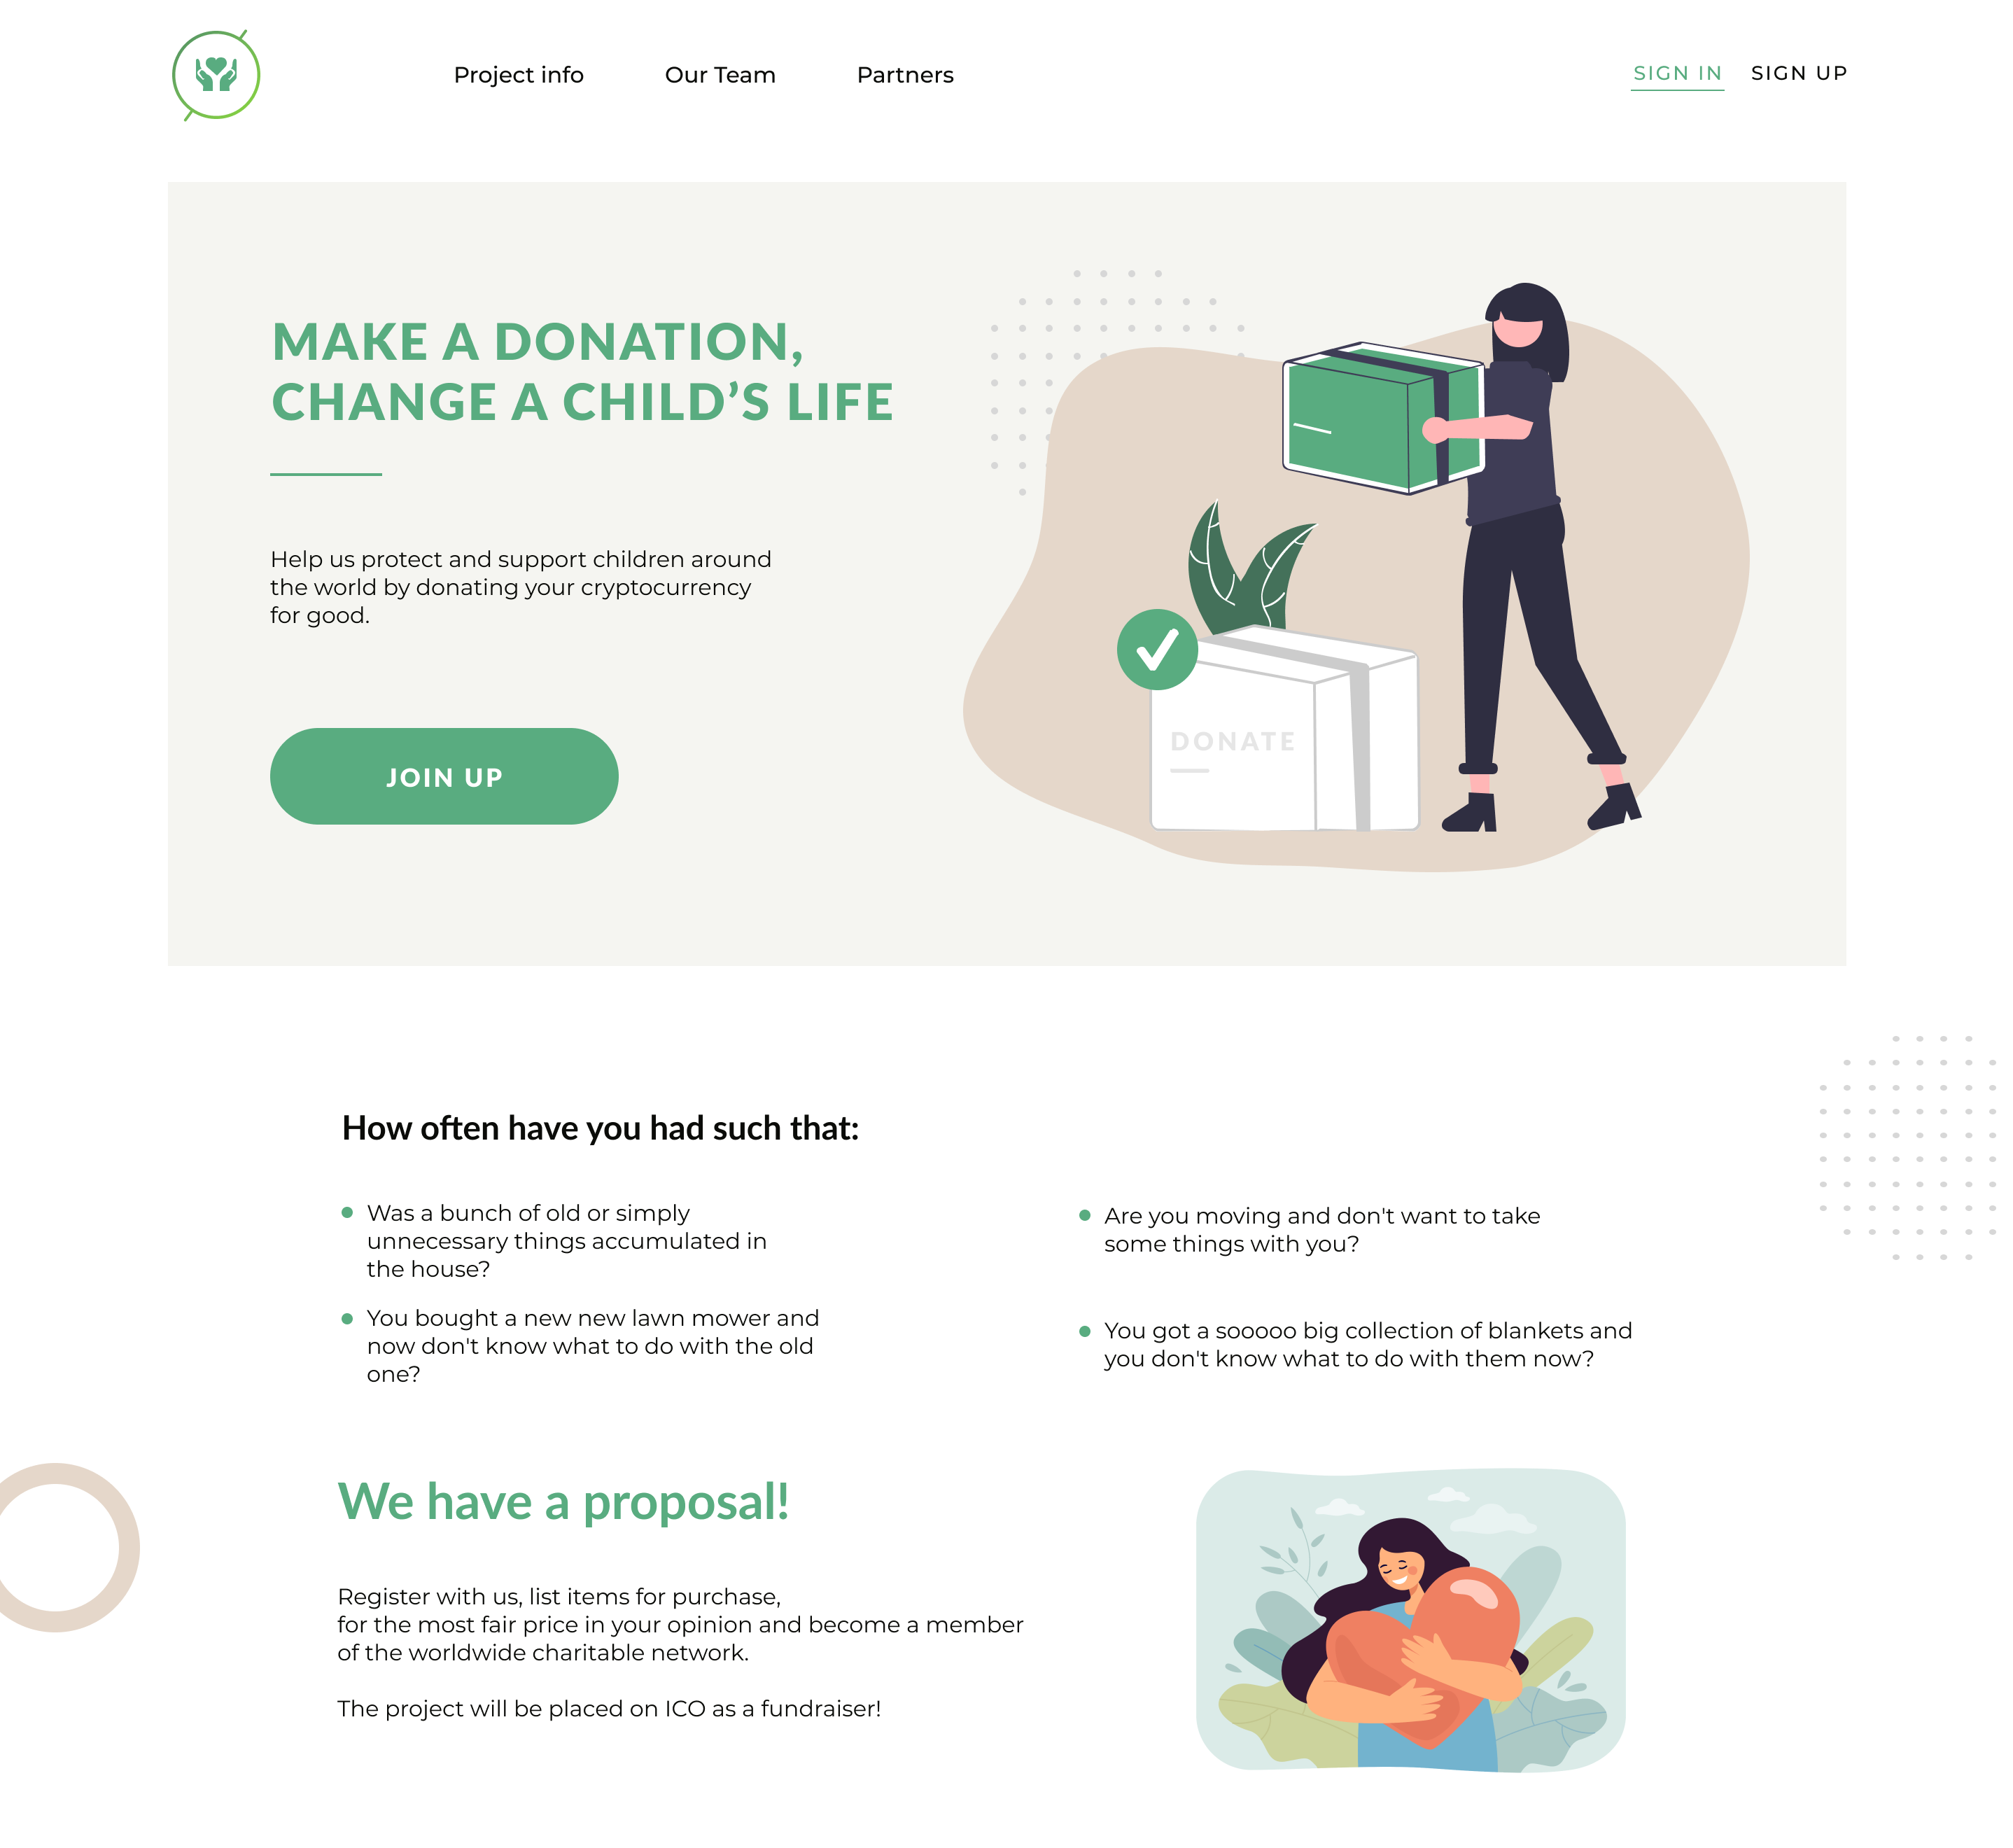 Project info
Our Team
Partners
SIGN IN
SIGN UP
MAKE A DONATION,
CHANGE A CHILD’S LIFE
Help us protect and support children around
the world by donating your cryptocurrency
for good.
JOIN UP
DONATE
How often have you had such that:
Was a bunch of old or simply
unnecessary things accumulated in
the house?
You bought a new new lawn mower and
now don't know what to do with the old
one?
Are you moving and don't want to take
some things with you?
You got a sooooo big collection of blankets and
you don't know what to do with them now?
We have a proposal!
Register with us, list items for purchase,
for the most fair price in your opinion and become a member
of the worldwide charitable network.
The project will be placed on ICO as a fundraiser!